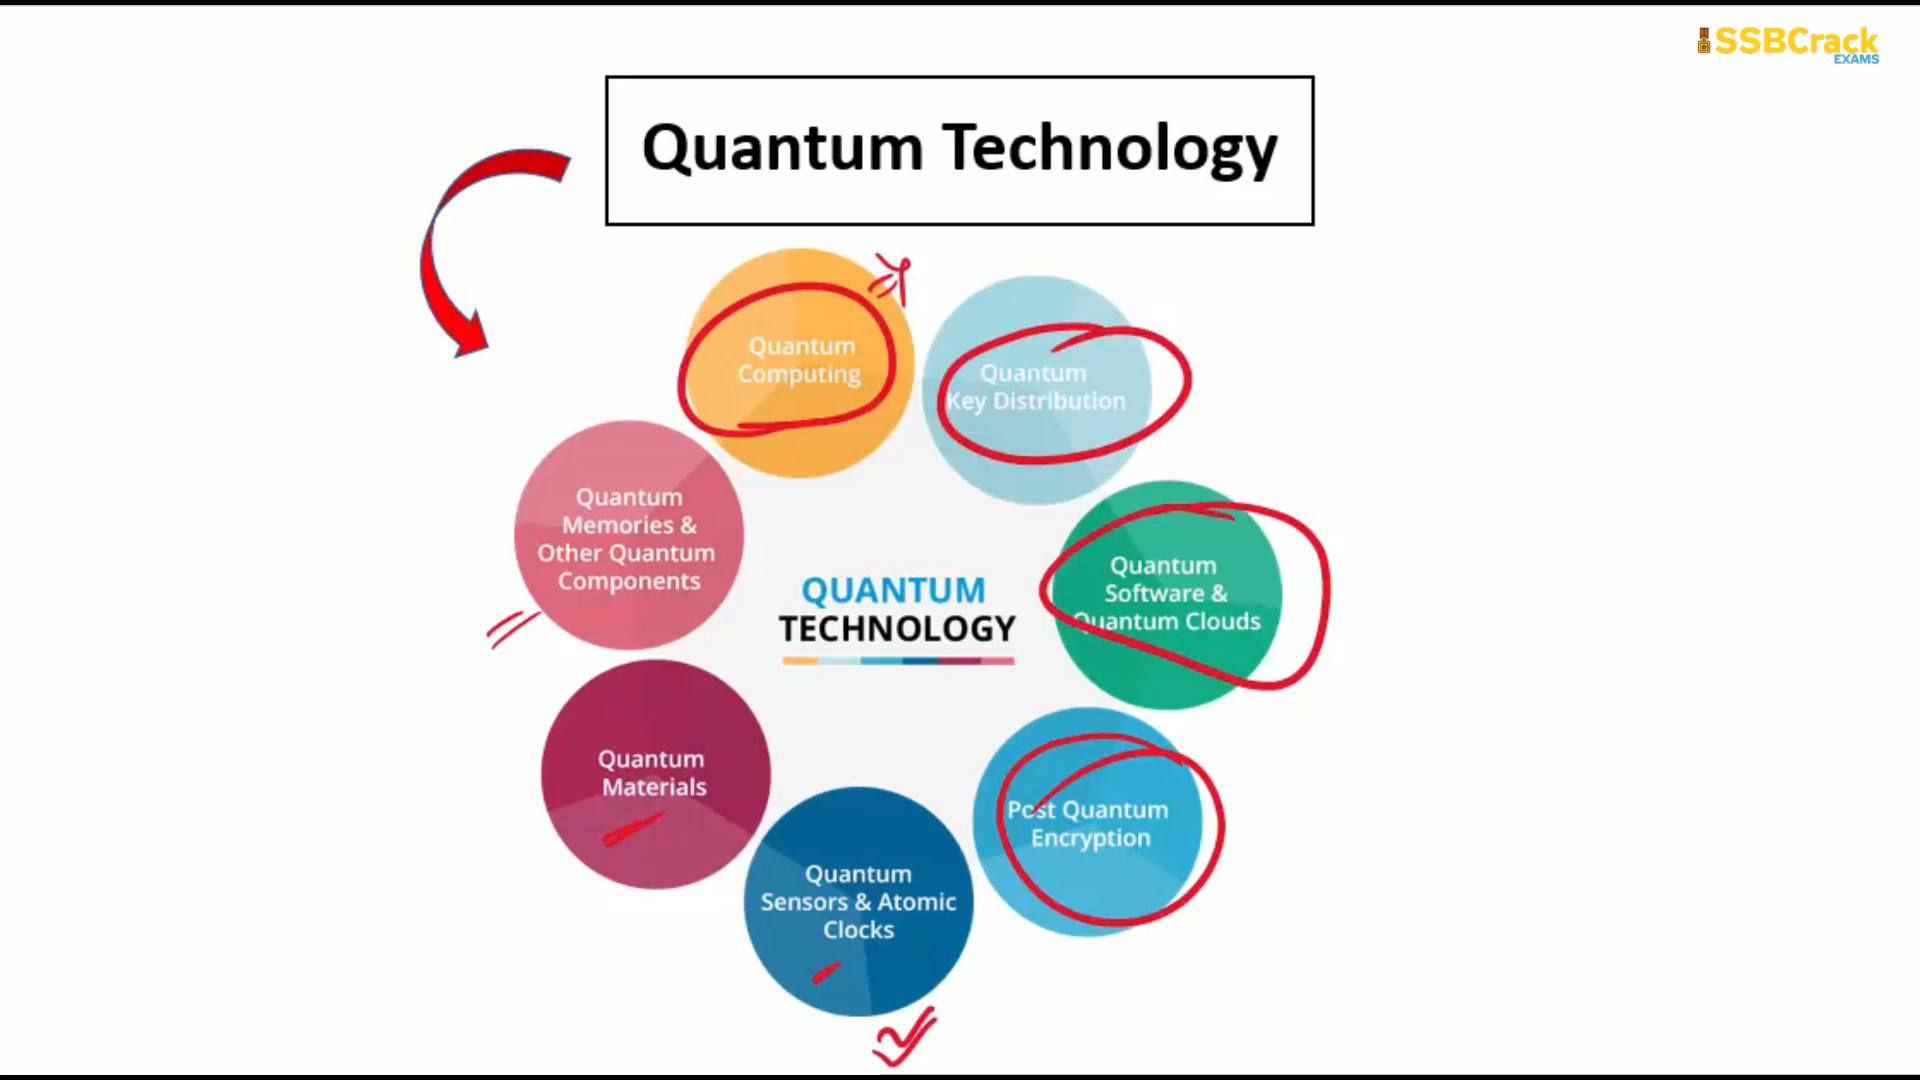 SSBCrack
EXAMS
Quantum Technology
Quantum
Computing
Quantum
Key Distribution
Quantum
Memories &
Other Quantum
Components
Quantum
Software &
Quantum Clouds
QUANTUM
TECHNOLOGY
Quantum
Materials
Post Quantum
Encryption
Quantum
Sensors & Atomic
Clocks